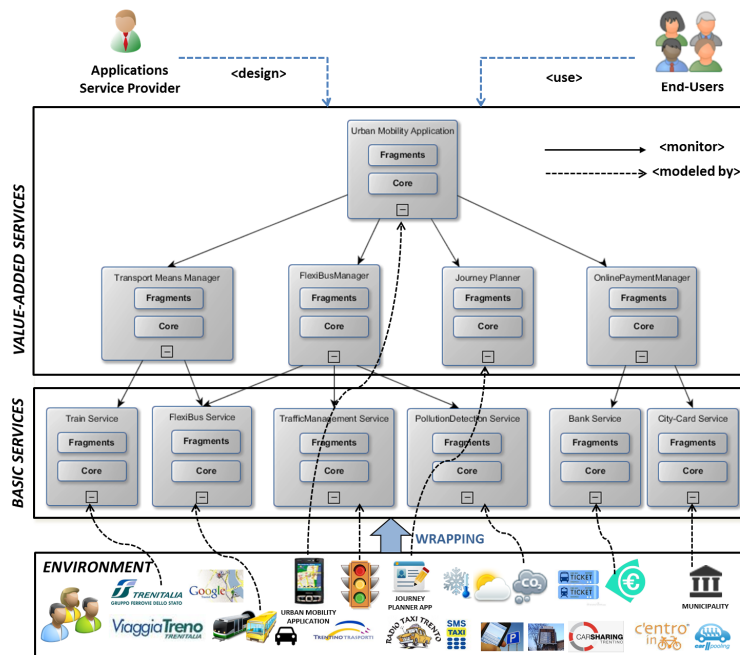 Applications
Service Provider
<design>
<use>
End-Users
VALUE-ADDED SERVICES
Urban Mobility Application
Fragments
Core
<monitor>
<modeled by>
Transport Means Manager
Fragments
Core
FlexiBusManager
Fragments
Core
Journey Planner
Fragments
Core
OnlinePaymentManager
Fragments
Core
BASIC SERVICES
Train Service
Fragments
Core
FlexiBus Service
Fragments
Core
TrafficManagement Service
Fragments
Core
PollutionDetection Service
Fragments
Core
Bank Service
Fragments
Core
City-Card Service
Fragments
Core
WRAPPING
ENVIRONMENT
TRENITALIA
GRUPPO FERROVIE DELLO STATO
Google
URBAN MOBILITY
APPLICATION
JOURNEY
PLANNER APP
CO2
TICKET
TICKET
€
MUNICIPALITY
ViaggiaTreno
TRENITALIA
TRENTINO TRASPORTI
RADIO TAXI TRENTO
SMS
TAXI
P
CARSHARING
TRENTINO
c'entro
in
car pooling